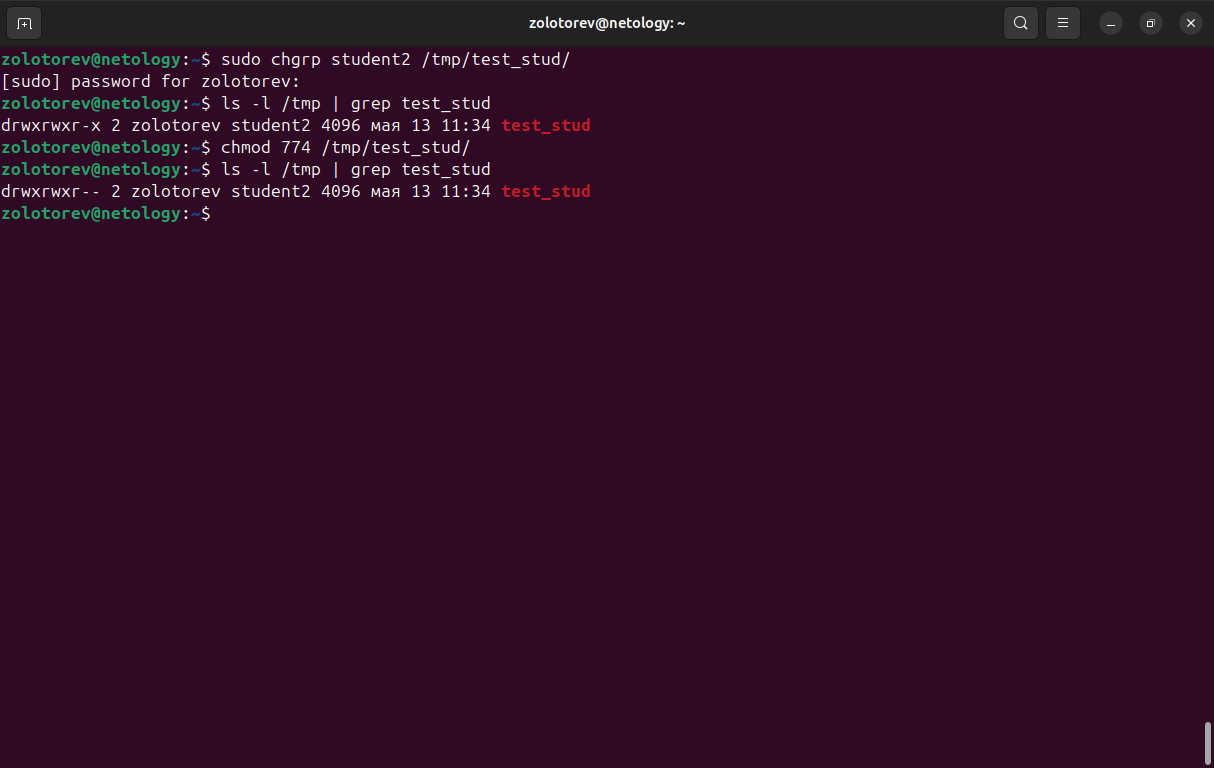 zolotorev@netology: ~
zolotorev@netology:~$ sudo chgrp student2 /tmp/test_stud/
[sudo] password for zolotorev:
zolotorev@netology:~$ ls -l /tmp | grep test_stud
drwxrwxr-x 2 zolotorev student2 4096 мая 13 11:34 test_stud
zolotorev@netology:~$ chmod 774 /tmp/test_stud/
zolotorev@netology:~$ ls -l /tmp | grep test_stud
drwxrwxr-- 2 zolotorev student2 4096 мая 13 11:34 test_stud
zolotorev@netology:~$